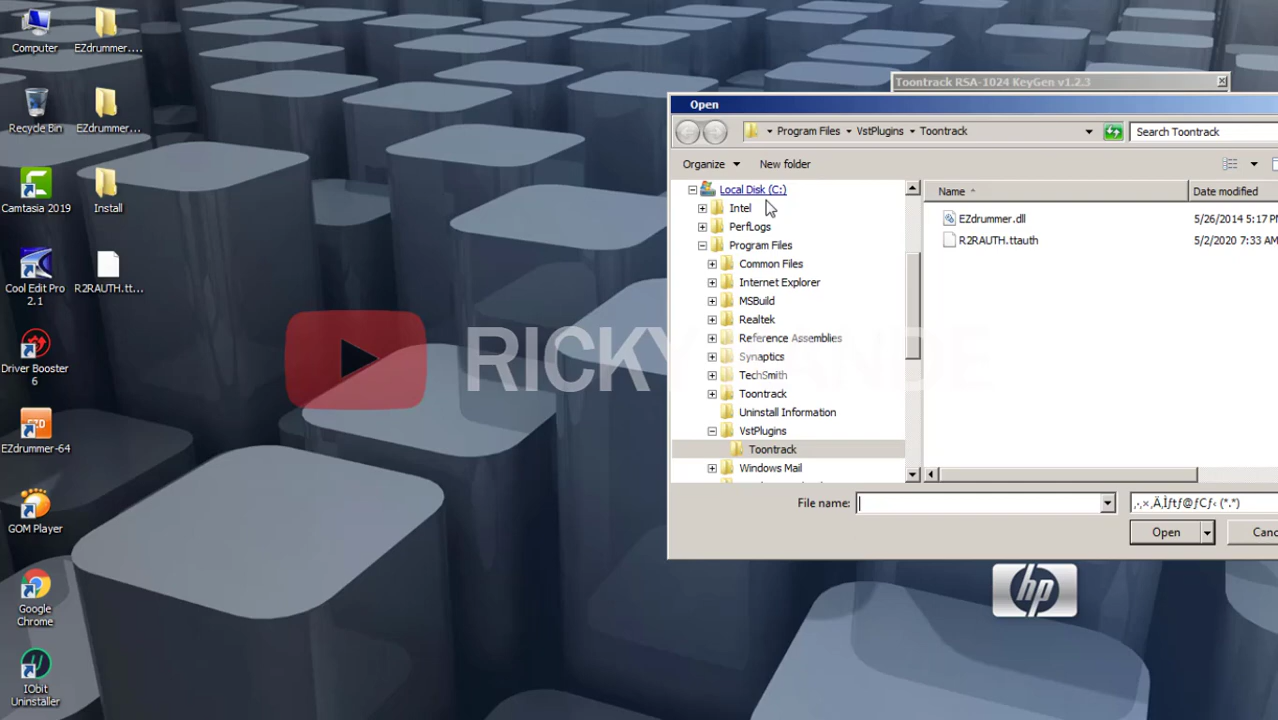 Computer
EZdrummer....
Recycle Bin
EZdrummer...
Camtasia 2019
Install
Cool Edit Pro
2.1
R2RAUTH.tt...
Driver Booster
6
EZdrummer-64
GOM Player
Google
Chrome
IObit
Uninstaller
RICKY
Toontrack RSA-1024 KeyGen v1.2.3
Open
Program Files
VstPlugins
Toontrack
Search Toontrack
Organize
New folder
Local Disk (C:)
Intel
PerfLogs
Program Files
Common Files
Internet Explorer
MSBuild
Realtek
Reference Assemblies
Synaptics
TechSmith
Toontrack
Uninstall Information
VstPlugins
Toontrack
Windows Mail
Name
Date modified
EZdrummer.dll
5/26/2014 5:17 PM
R2RAUTH.ttauth
5/2/2020 7:33 AM
File name:
(*.*)
Open
Canc
hp